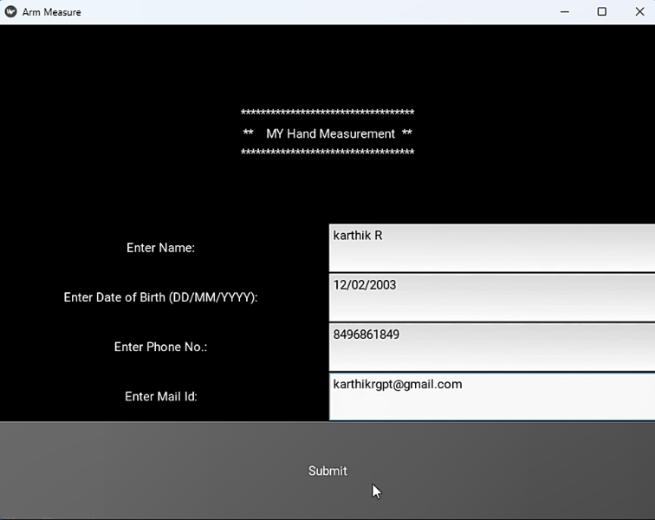 Arm Measure
***********************************
** MY Hand Measurement **
***********************************
Enter Name: karthik R
Enter Date of Birth (DD/MM/YYYY): 12/02/2003
Enter Phone No.: 8496861849
Enter Mail Id: karthikrgpt@gmail.com
Submit